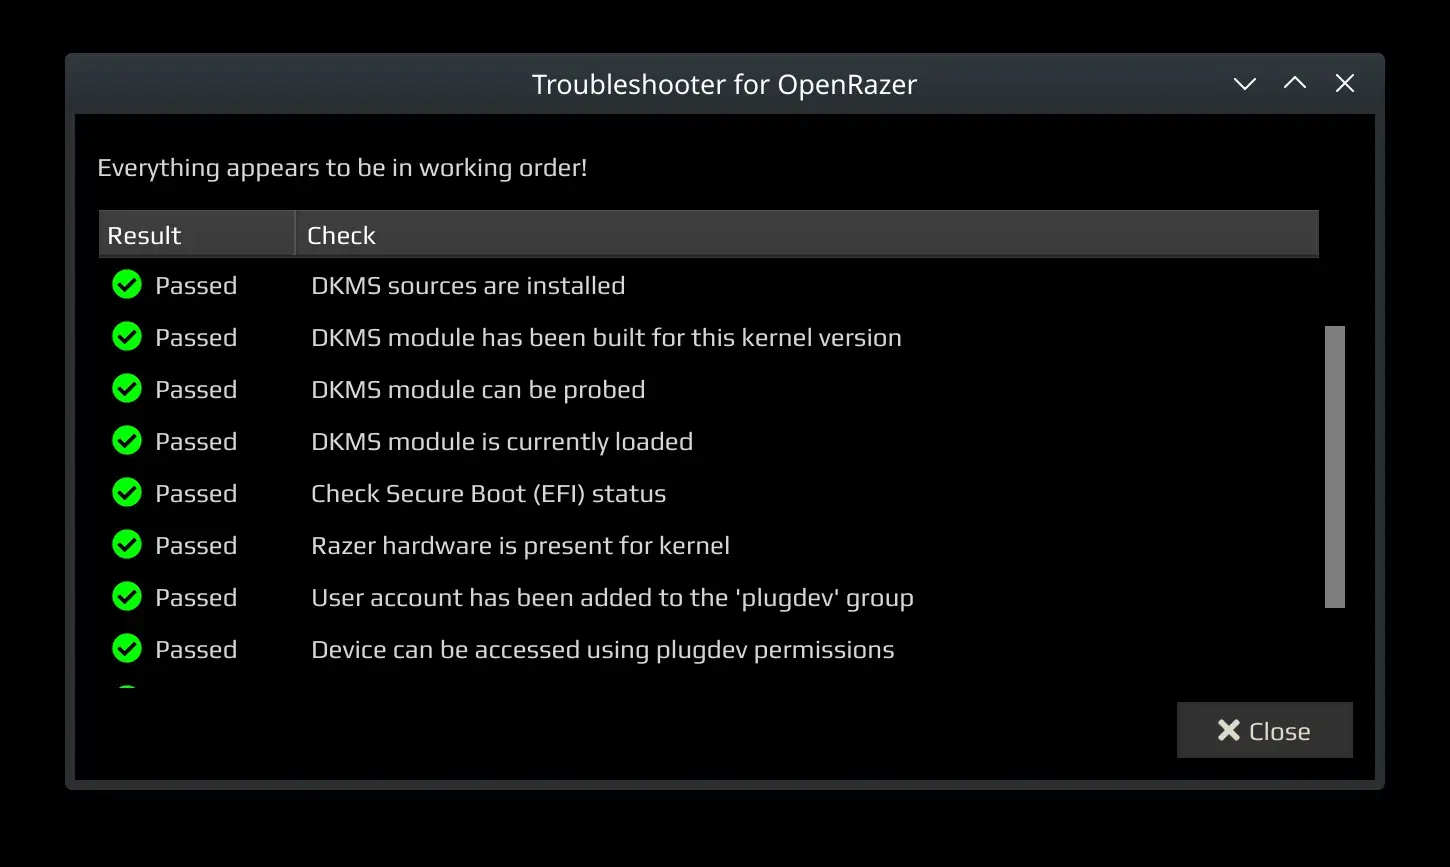 Troubleshooter for OpenRazer
Everything appears to be in working order!
Result Check
Passed DKMS sources are installed
Passed DKMS module has been built for this kernel version
Passed DKMS module can be probed
Passed DKMS module is currently loaded
Passed Check Secure Boot (EFI) status
Passed Razer hardware is present for kernel
Passed User account has been added to the 'plugdev' group
Passed Device can be accessed using plugdev permissions
Close